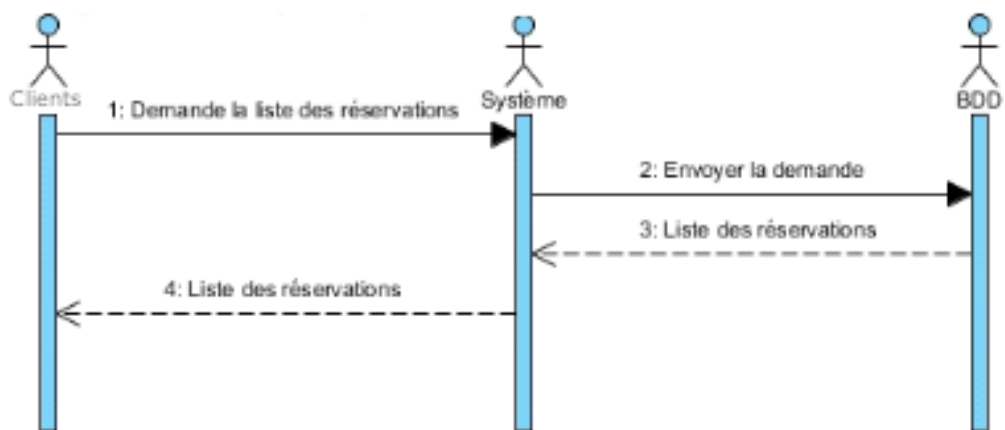 Clients
Système
BDD
1: Demande la liste des réservations
2: Envoyer la demande
3: Liste des réservations
4: Liste des réservations